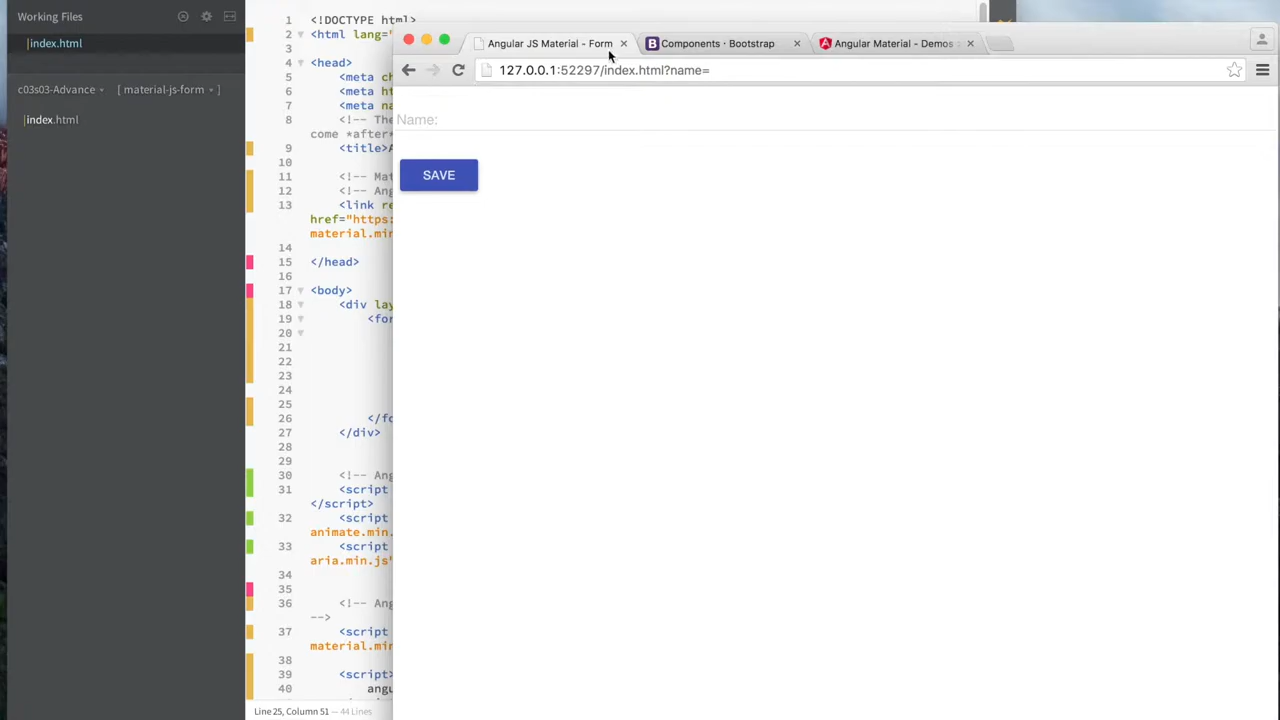 Working Files
index.html
c03s03-Advance
[ material-js-form ]
index.html
1 <!DOCTYPE html>
2 <html lang="
3
4 <head>
5 <meta ch
6 <meta ht
7 <meta na
8 <!-- The
come *after*
9 <title>A
10
11 <!-- Mat
12 <!-- Ang
13 <link re
href="https:
material.min
14
15 </head>
16
17 <body>
18 <div lay
19 <for
20
21
22
23
24
25
26 </fo
27 </div>
28
29
30 <!-- Ang
31 <script
</script>
32 <script
animate.min.
33 <script
aria.min.js"
34
35
36 <!-- Ang
-->
37 <script
material.min
38
39 <script>
40 angu
Line 25, Column 51 — 44 Lines
Angular JS Material - Form
Components · Bootstrap
Angular Material - Demos
127.0.0.1:52297/index.html?name=
Name:
SAVE